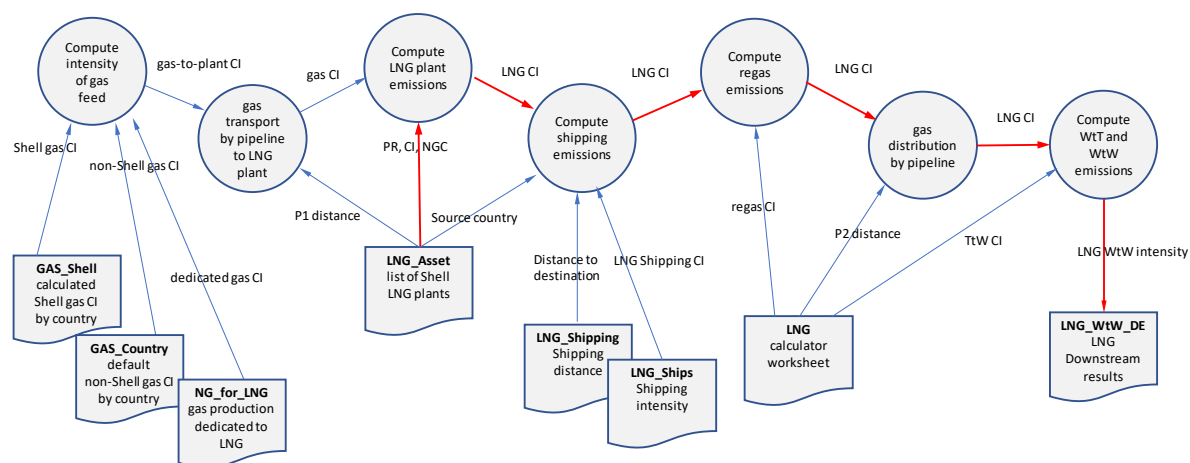 Compute
intensity
of gas
feed
gas-to-plant CI
gas
transport
by pipeline
to LNG
plant
gas CI
Compute
LNG plant
emissions
LNG CI
Compute
shipping
emissions
LNG CI
Compute
regas
emissions
LNG CI
gas
distribution
by pipeline
LNG CI
Compute
WtT and
WtW
emissions
Shell gas CI
non-Shell gas CI
dedicated gas CI
P1 distance
PR, CI, NGC
Source country
Distance to
destination
LNG Shipping CI
regas CI
P2 distance
TtW CI
LNG WtW intensity
GAS_Shell
calculated
Shell gas CI
by country
GAS_Country
default
non-Shell gas CI
by country
NG_for_LNG
gas production
dedicated to
LNG
LNG_Asset
list of Shell
LNG plants
LNG_Shipping
Shipping
distance
LNG_Ships
Shipping
intensity
LNG
calculator
worksheet
LNG_WtW_DE
LNG
Downstream
results